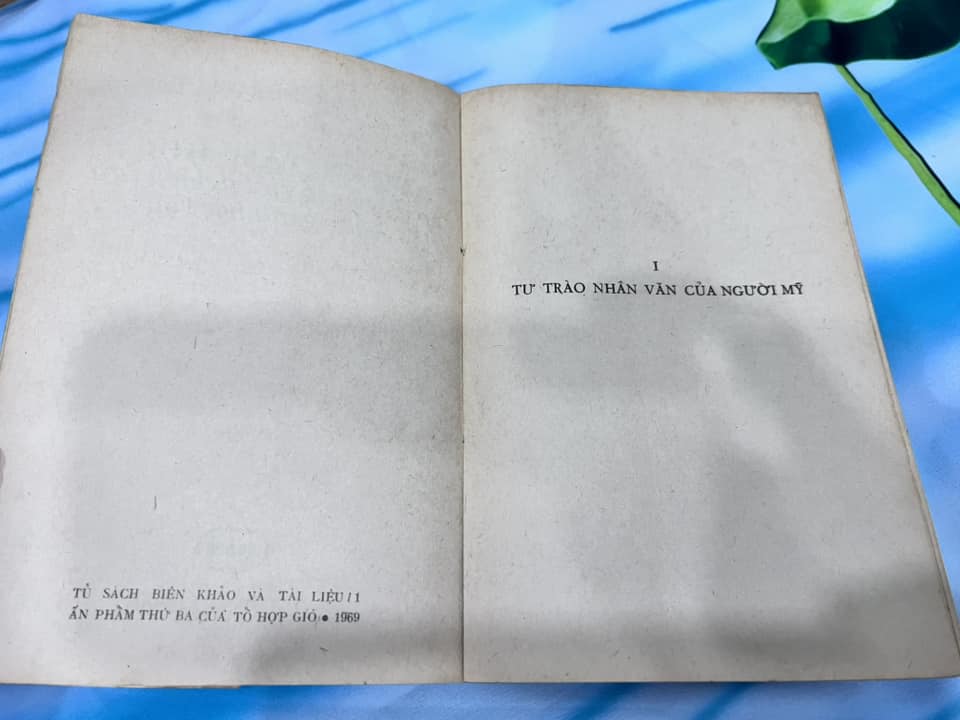 TỦ SÁCH BIÊN KHẢO VÀ TÀI LIỆU / 1
ẤN PHẨM THỨ BA CỦA TỔ HỢP GIÓ ● 1969
I
TƯ TRÀO NHÂN VĂN CỦA NGƯỜI MỸ